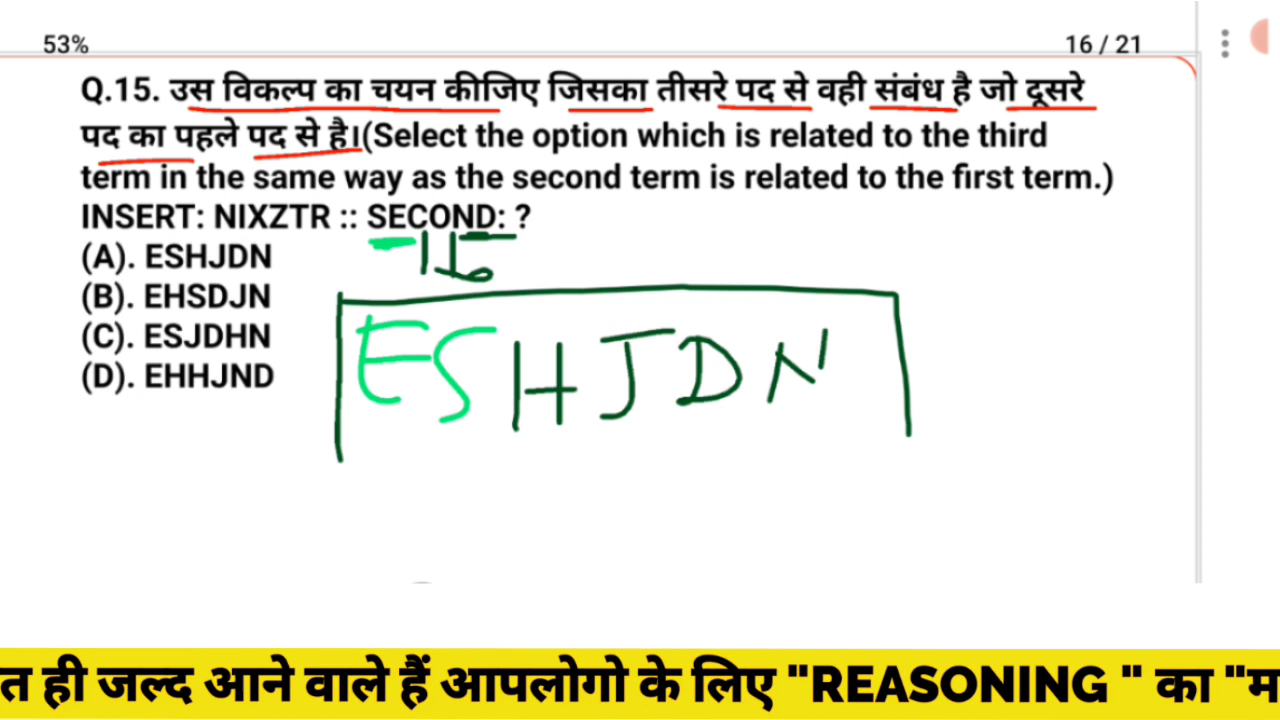 53%
16 / 21
Q.15. उस विकल्प का चयन कीजिए जिसका तीसरे पद से वही संबंध है जो दूसरे
पद का पहले पद से है।(Select the option which is related to the third
term in the same way as the second term is related to the first term.)
INSERT: NIXZTR :: SECOND: ?
(A). ESHJDN
(B). EHSDJN
(C). ESJDHN
(D). EHHJND
ESHJDN
त ही जल्द आने वाले हैं आपलोगो के लिए "REASONING " का "म